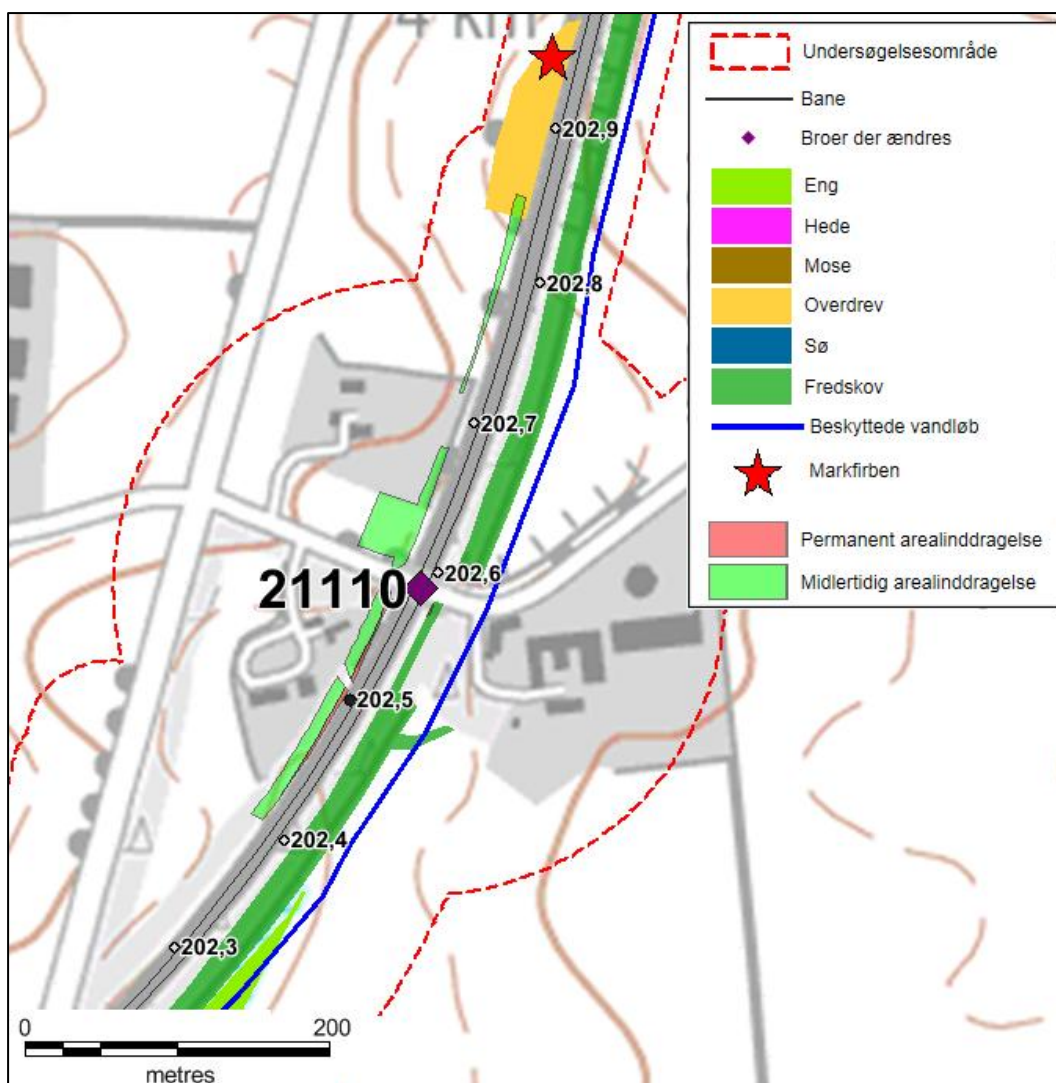 4 km
202,9
202,8
202,7
202,6
21110
202,5
202,4
202,3
0 200
metres
Undersøgelsesområde
Bane
Broer der ændres
Eng
Hede
Mose
Overdrev
Sø
Fredskov
Beskyttede vandløb
Markfirben
Permanent arealinddragelse
Midlertidig arealinddragelse